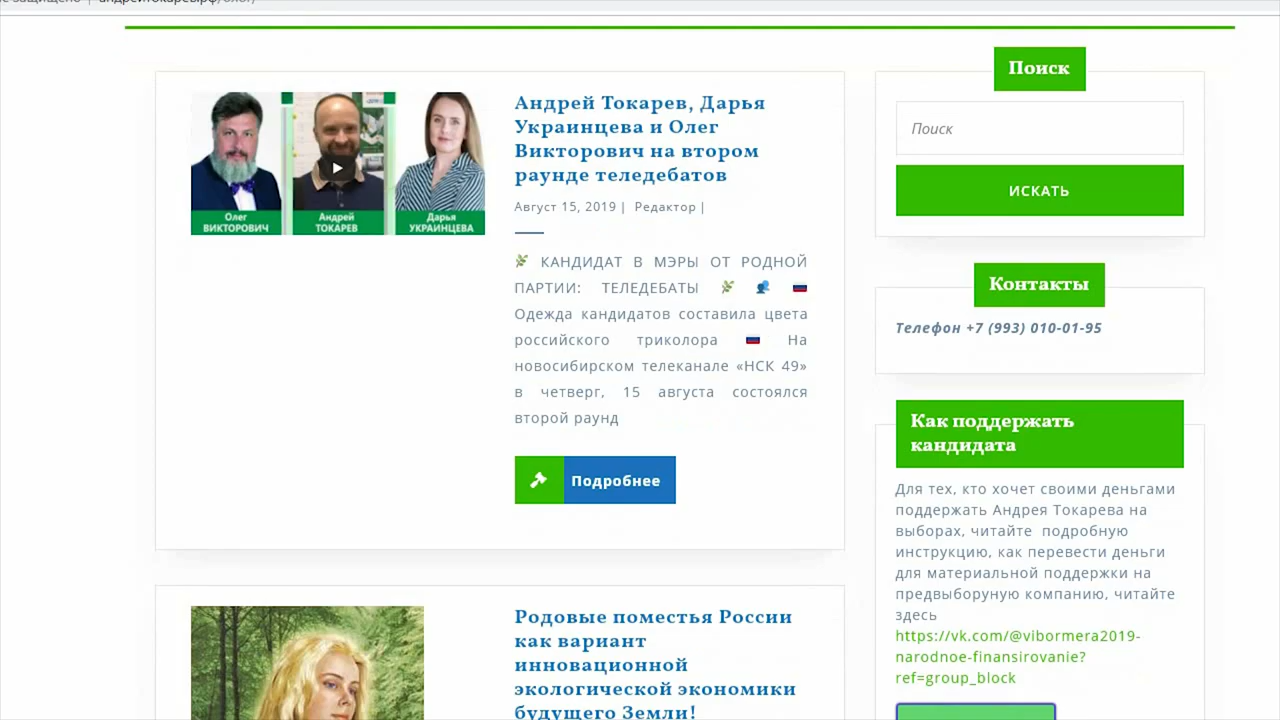 Олег
ВИКТОРОВИЧ
Андрей
ТОКАРЕВ
Дарья
УКРАИНЦЕВА
Андрей Токарев, Дарья
Украинцева и Олег
Викторович на втором
раунде теледебатов
Август 15, 2019 | Редактор |
КАНДИДАТ В МЭРЫ ОТ РОДНОЙ
ПАРТИИ: ТЕЛЕДЕБАТЫ
Одежда кандидатов составила цвета
российского триколора На
новосибирском телеканале «НСК 49»
в четверг, 15 августа состоялся
второй раунд
Подробнее
Родовые поместья России
как вариант
инновационной
экологической экономики
будущего Земли!
Поиск
Поиск
ИСКАТЬ
Контакты
Телефон +7 (993) 010-01-95
Как поддержать
кандидата
Для тех, кто хочет своими деньгами
поддержать Андрея Токарева на
выборах, читайте подробную
инструкцию, как перевести деньги
для материальной поддержки на
предвыборуную компанию, читайте
здесь
https://vk.com/@vibormera2019-
narodnoe-finansirovanie?
ref=group_block